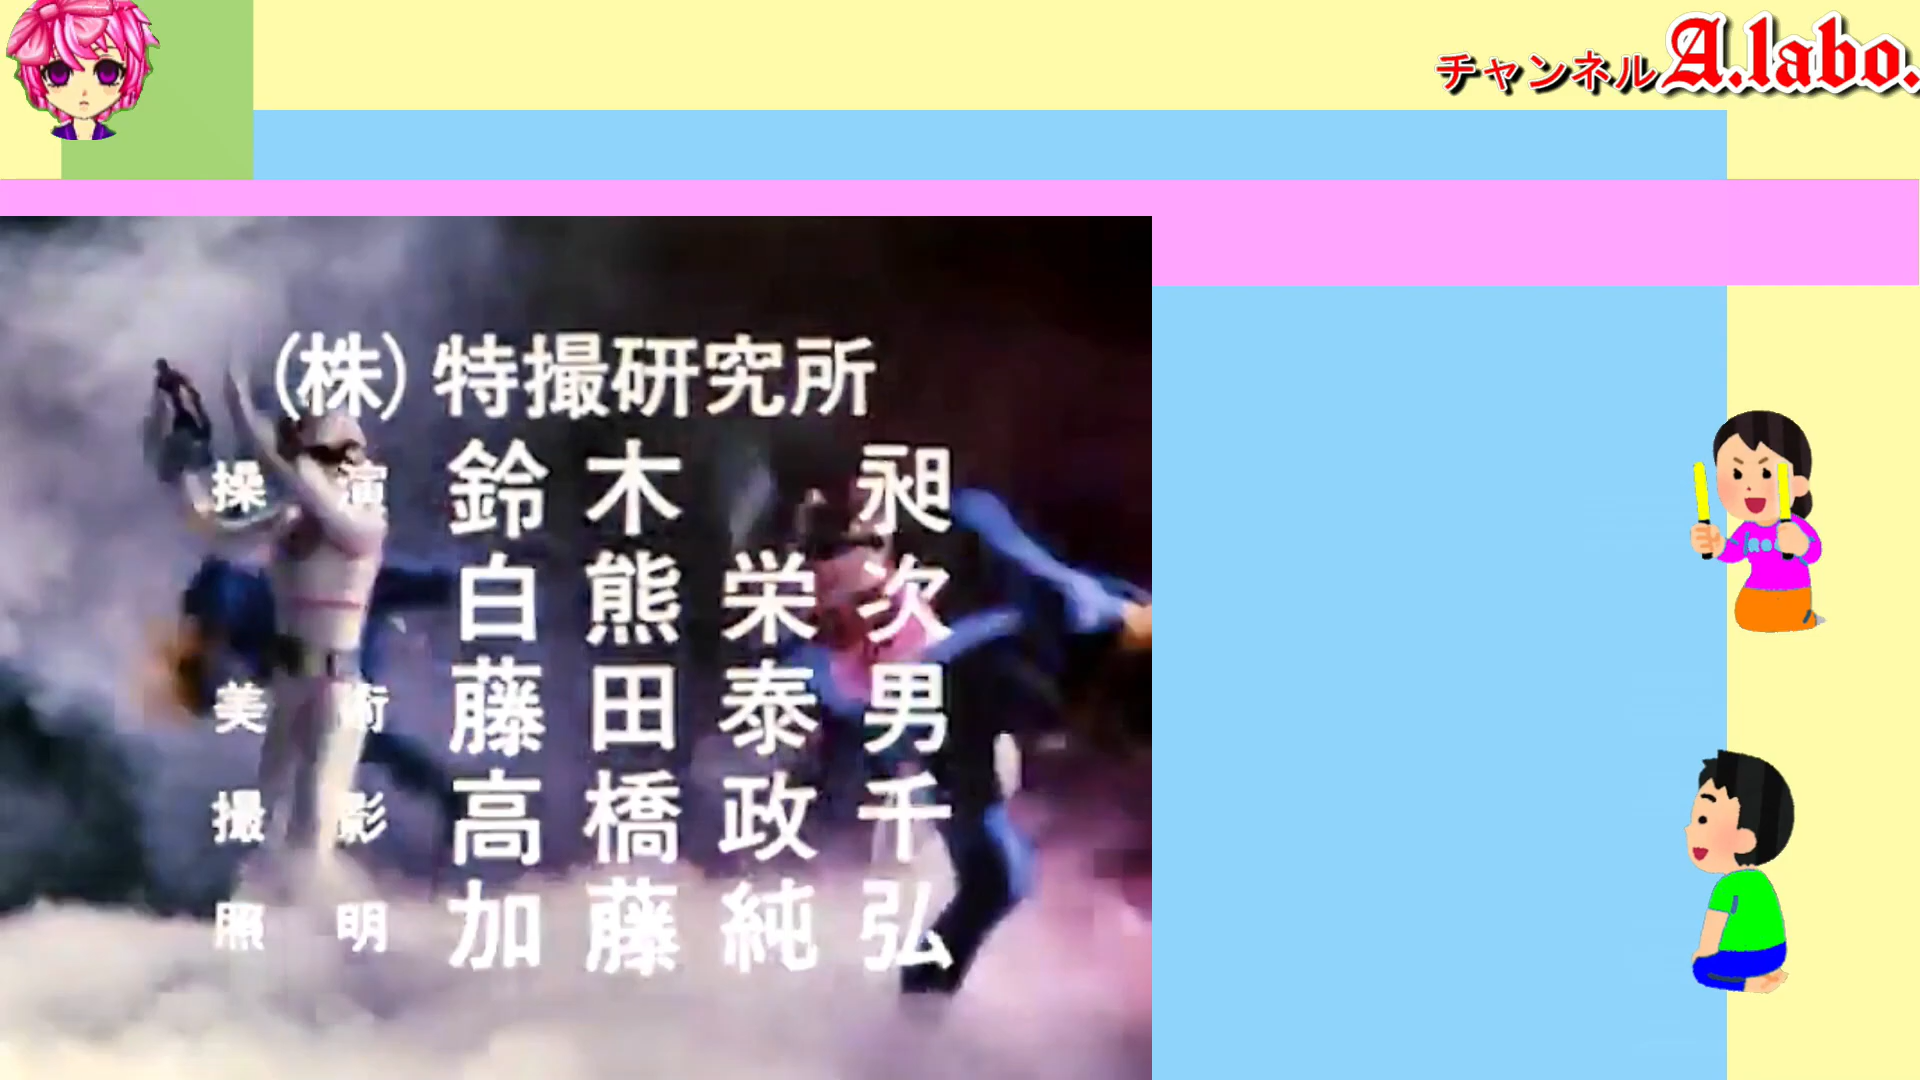 チャンネルA.labo.
(株)特撮研究所
操演 鈴木 昶
白熊栄次
美術 藤田泰男
撮影 高橋政千
照明 加藤純弘